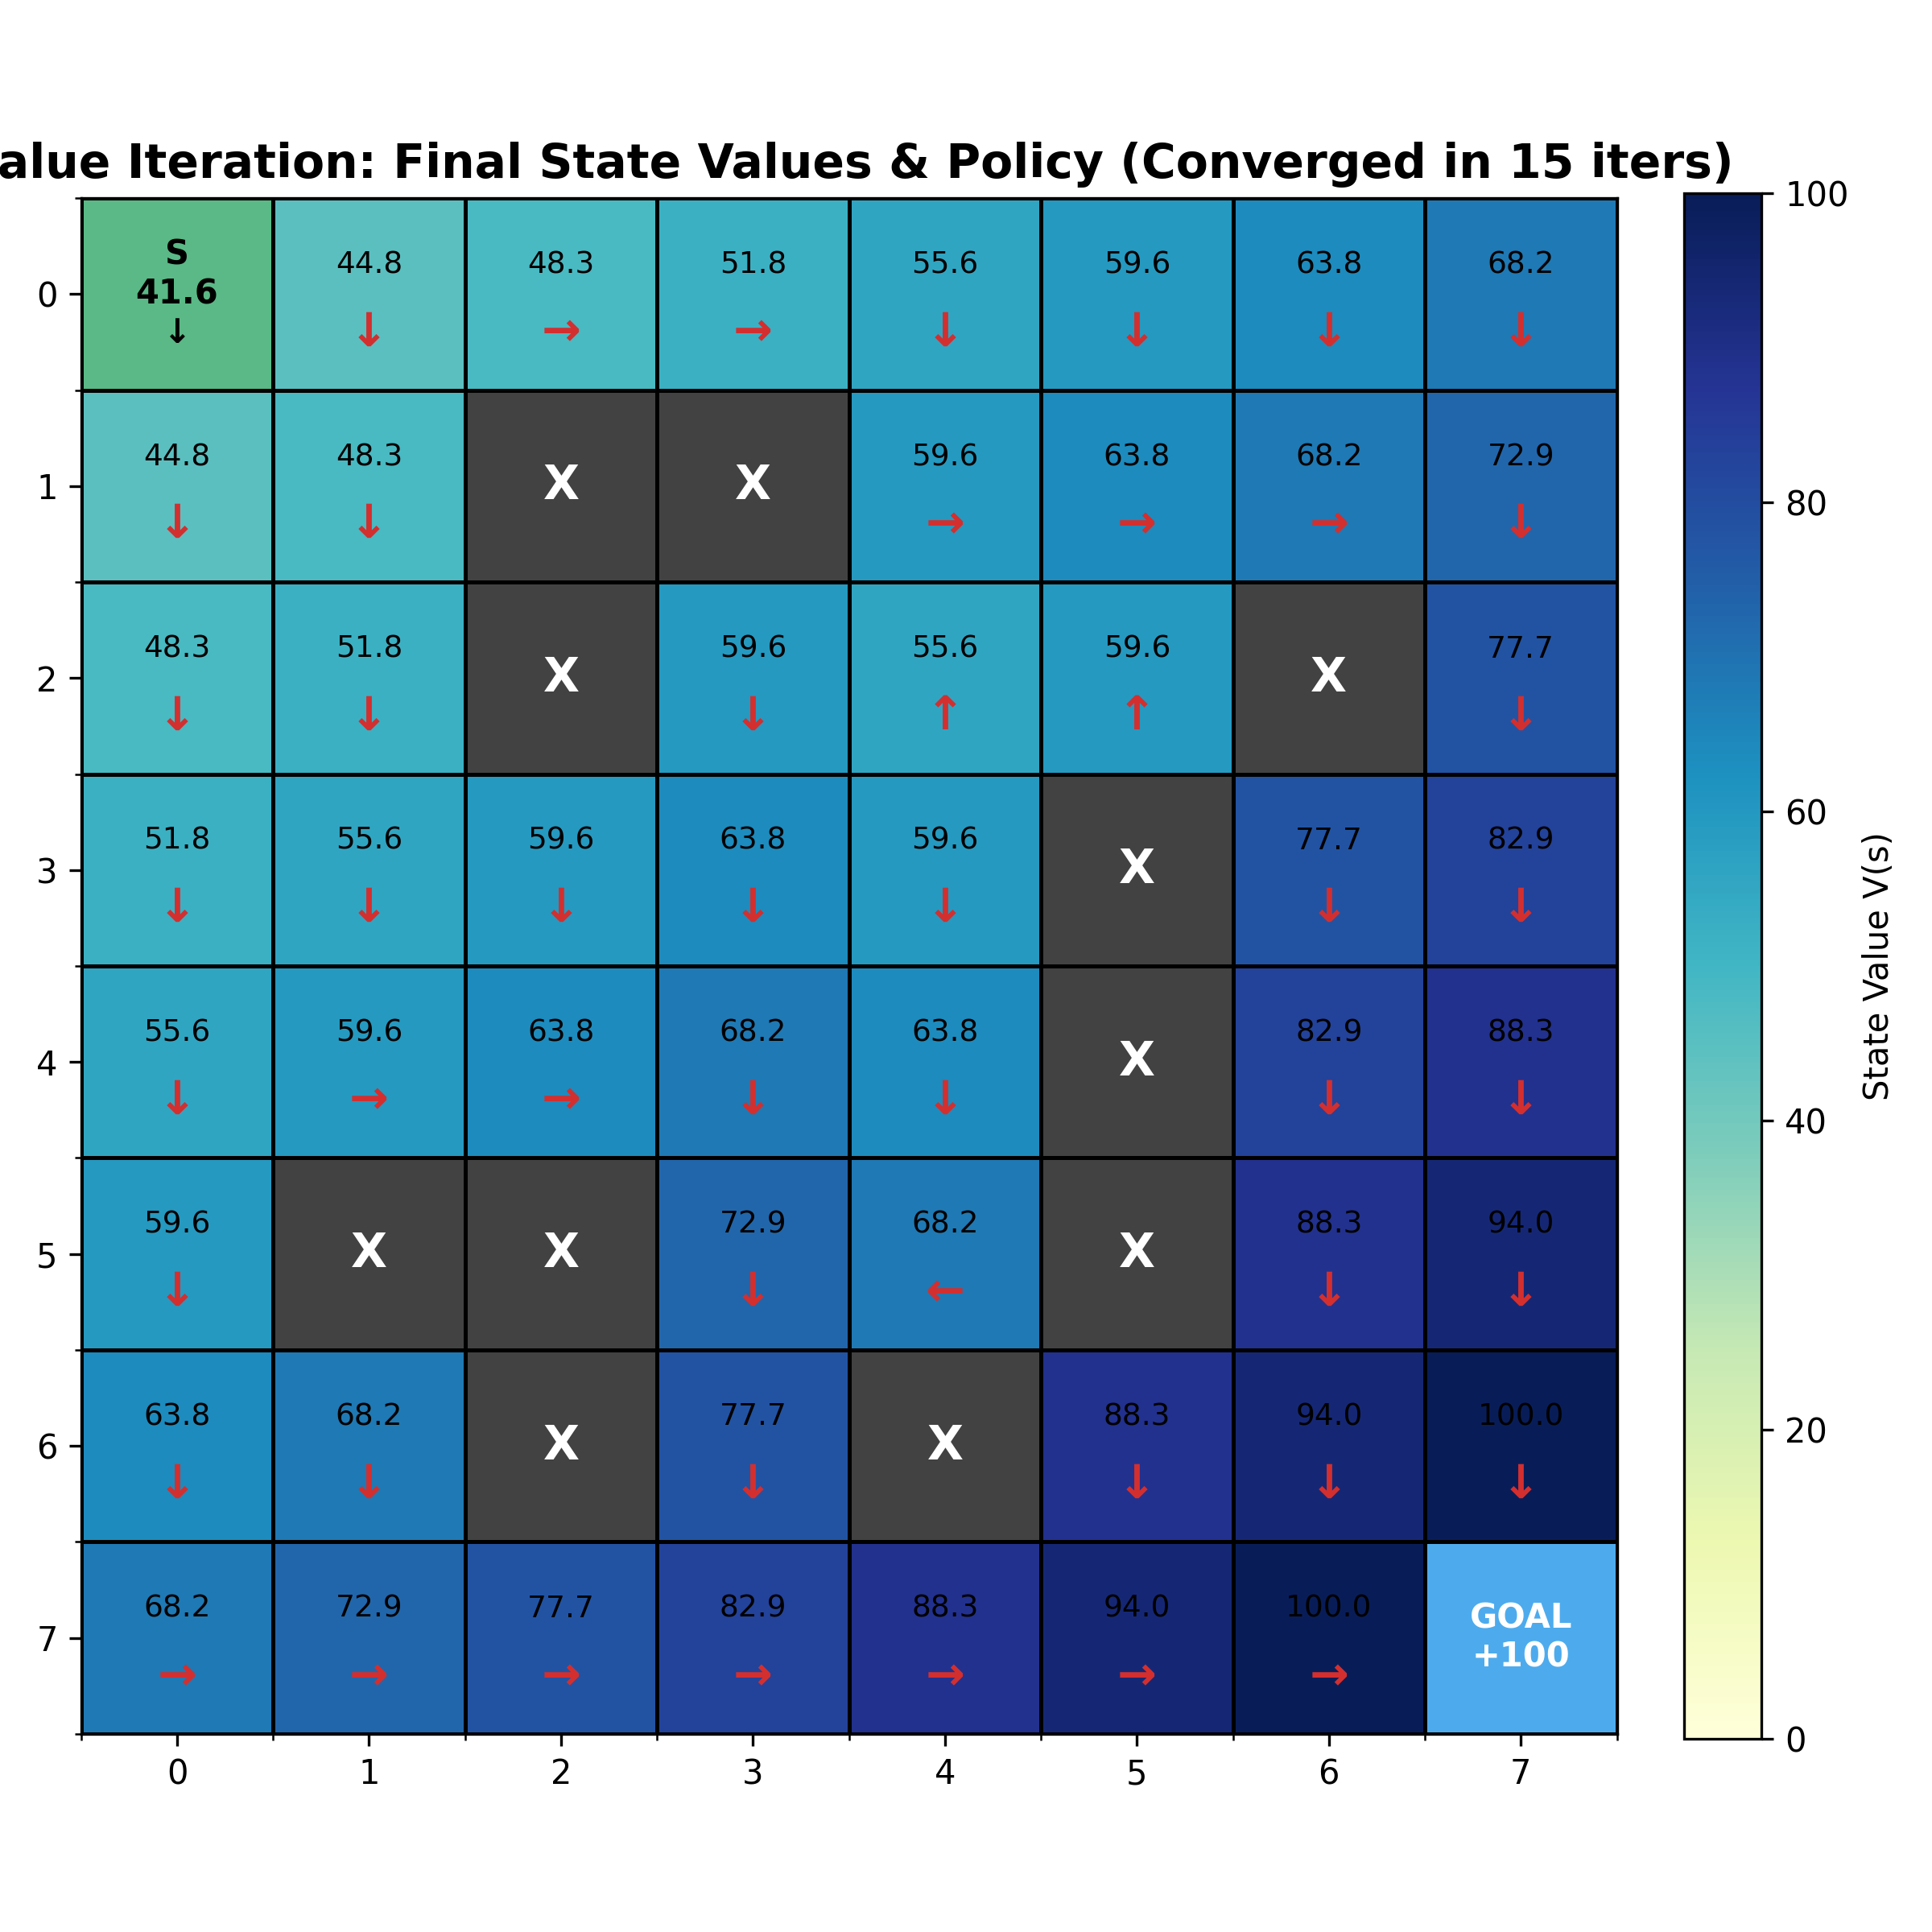 alue Iteration: Final State Values & Policy (Converged in 15 iters)
S
41.6 44.8 48.3 51.8 55.6 59.6 63.8 68.2
↓ ↓ → → ↓ ↓ ↓ ↓
0
44.8 48.3 X X 59.6 63.8 68.2 72.9
↓ ↓ → → → ↓
1
48.3 51.8 X 59.6 55.6 59.6 X 77.7
↓ ↓ ↓ ↑ ↑ ↓
2
51.8 55.6 59.6 63.8 59.6 X 77.7 82.9
↓ ↓ ↓ ↓ ↓ ↓ ↓
3
55.6 59.6 63.8 68.2 63.8 X 82.9 88.3
↓ → → ↓ ↓ ↓ ↓
4
59.6 X X 72.9 68.2 X 88.3 94.0
↓ ↓ ← ↓ ↓
5
63.8 68.2 X 77.7 X 88.3 94.0 100.0
↓ ↓ ↓ ↓ ↓ ↓
6
68.2 72.9 77.7 82.9 88.3 94.0 100.0 GOAL
→ → → → → → → +100
7
0 1 2 3 4 5 6 7
100
80
60
40
20
0
State Value V(s)